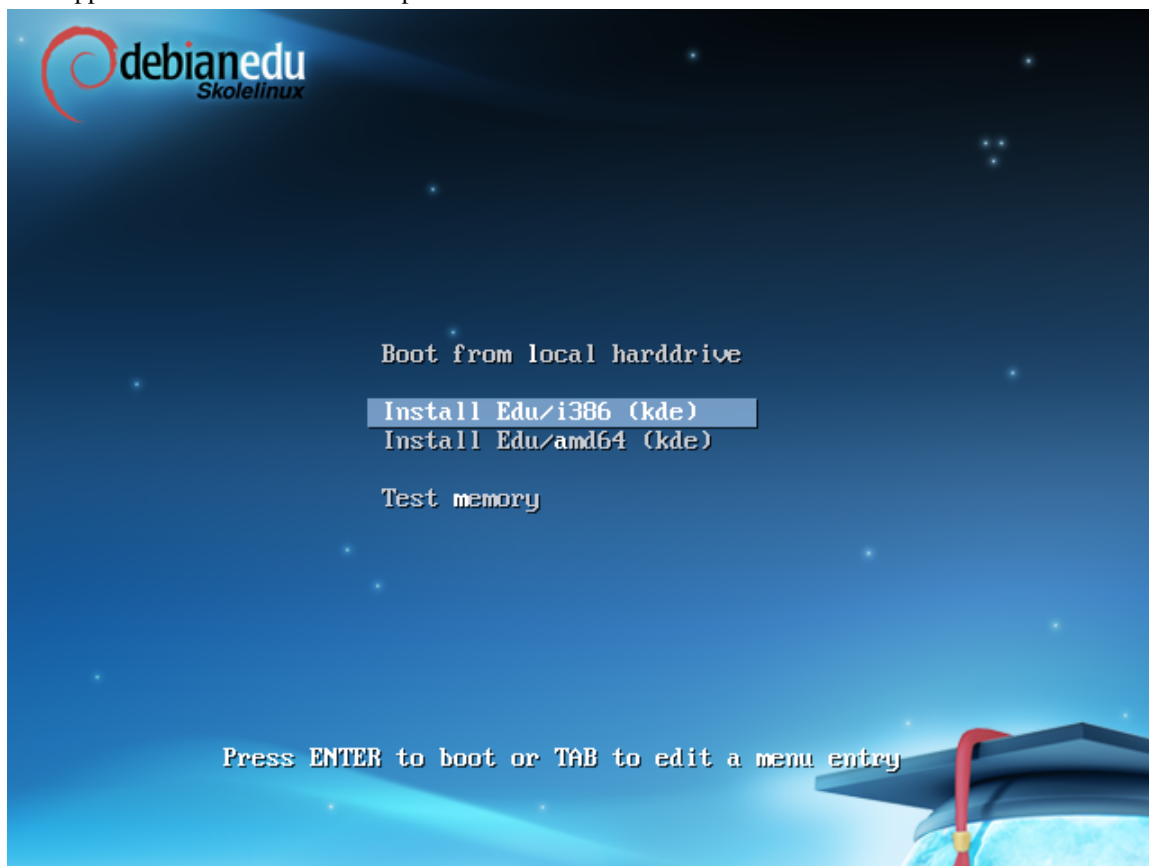 debianedu
Skolelinux
Boot from local harddrive
Install Edu/i386 (kde)
Install Edu/amd64 (kde)
Test memory
Press ENTER to boot or TAB to edit a menu entry